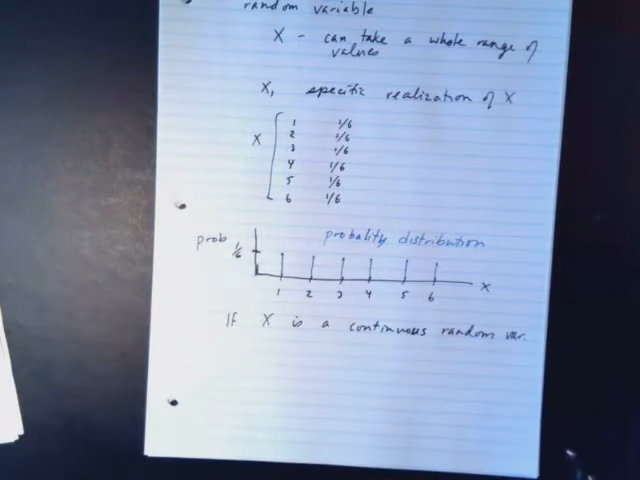 random variable
X - can take a whole range of
values
X, specific realization of X
1 1/6
2 1/6
X 3 1/6
4 1/6
5 1/6
6 1/6
prob 1/6 probality distribution
1 2 3 4 5 6 X
If X is a continuous random var.